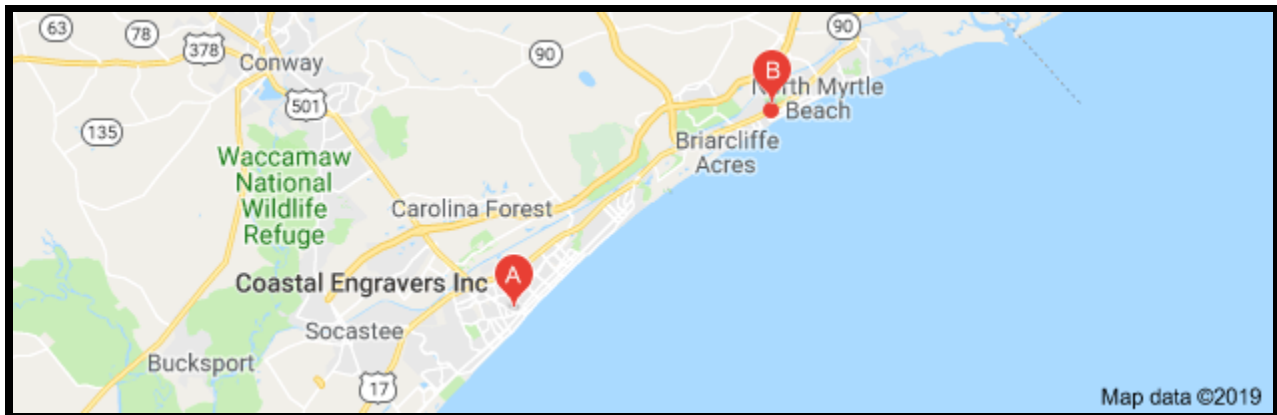 63
78
378
90
90
Conway
501
135
B
North Myrtle
Beach
Briarcliffe
Acres
Waccamaw
National
Wildlife
Refuge
Carolina Forest
Coastal Engravers Inc
A
Socastee
Bucksport
17
Map data ©2019